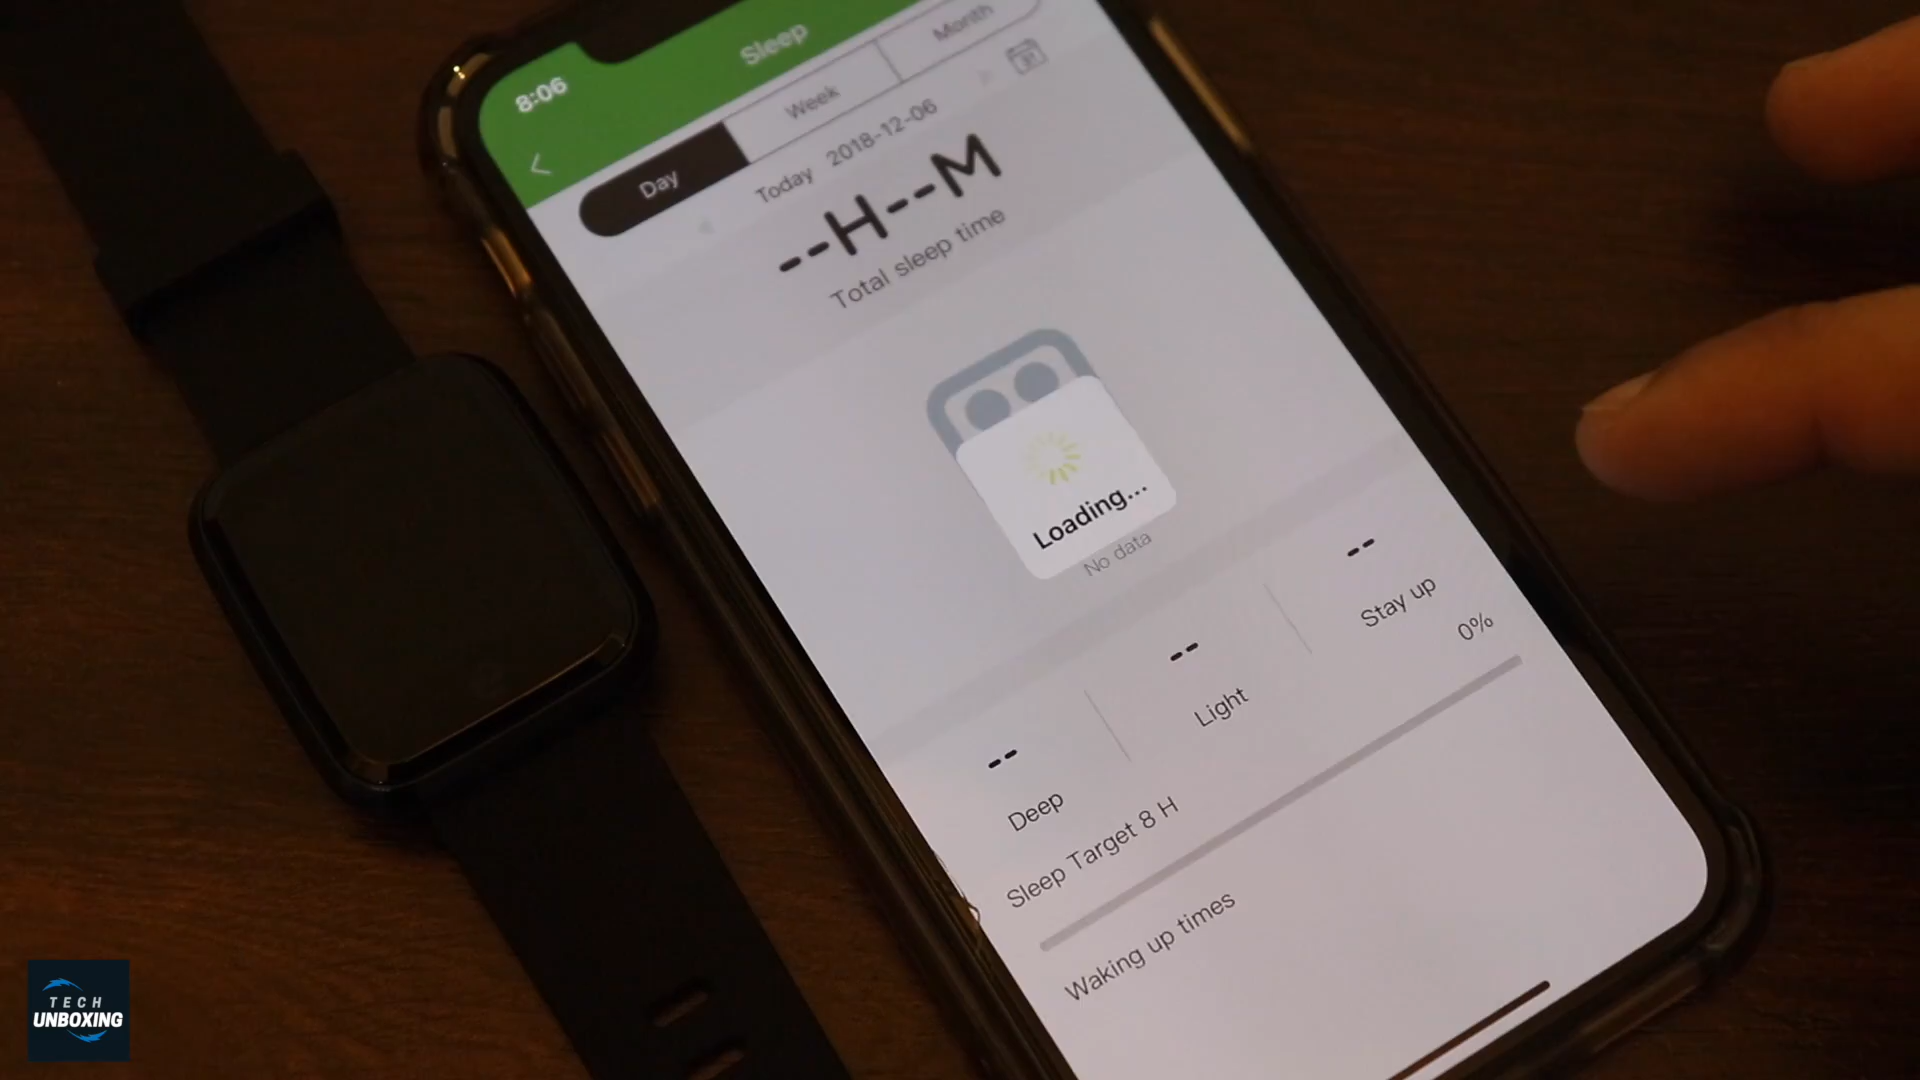 8:06
Sleep
Day
Week
Month
Today 2018-12-06
31
--H--M
Total sleep time
Loading...
No data
--
Deep
--
Light
--
Stay up
0%
Sleep Target 8 H
Waking up times
TECH
UNBOXING